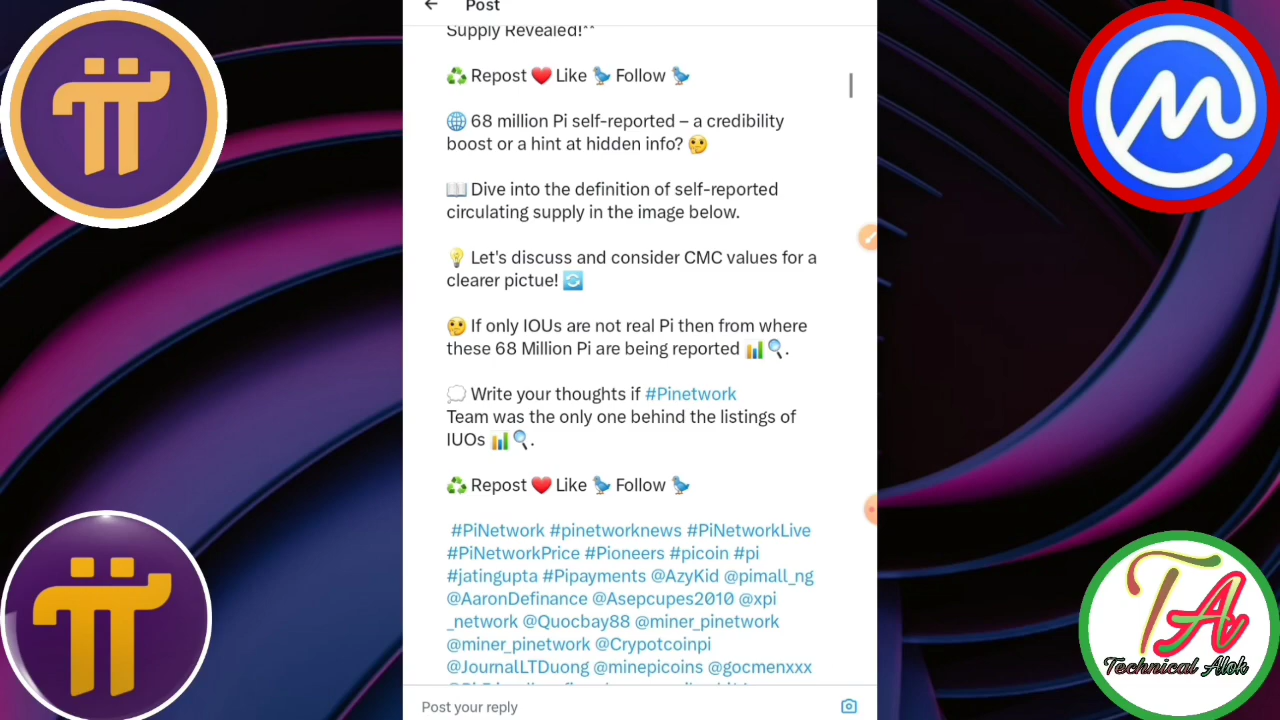 Post
Supply Revealed!**
♻️ Repost ❤️ Like 🐦 Follow 🐦
🌐 68 million Pi self-reported – a credibility
boost or a hint at hidden info? 🤔
📖 Dive into the definition of self-reported
circulating supply in the image below.
💡 Let's discuss and consider CMC values for a
clearer pictue! 🔄
🤔 If only IOUs are not real Pi then from where
these 68 Million Pi are being reported 📊🔍.
💭 Write your thoughts if #Pinetwork
Team was the only one behind the listings of
IUOs 📊🔍.
♻️ Repost ❤️ Like 🐦 Follow 🐦
#PiNetwork #pinetworknews #PiNetworkLive
#PiNetworkPrice #Pioneers #picoin #pi
#jatingupta #Pipayments @AzyKid @pimall_ng
@AaronDefinance @Asepcupes2010 @xpi
_network @Quocbay88 @miner_pinetwork
@miner_pinetwork @Crypotcoinpi
@JournalLTDuong @minepicoins @gocmenxxx
Post your reply
TA
Technical Alok